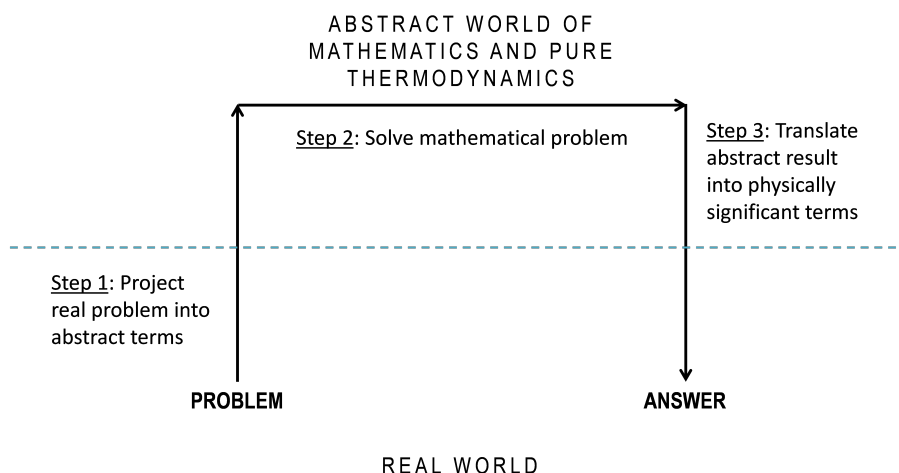 ABSTRACT WORLD OF
MATHEMATICS AND PURE
THERMODYNAMICS
Step 2: Solve mathematical problem
Step 3: Translate
abstract result
into physically
significant terms
Step 1: Project
real problem into
abstract terms
PROBLEM
ANSWER
REAL WORLD